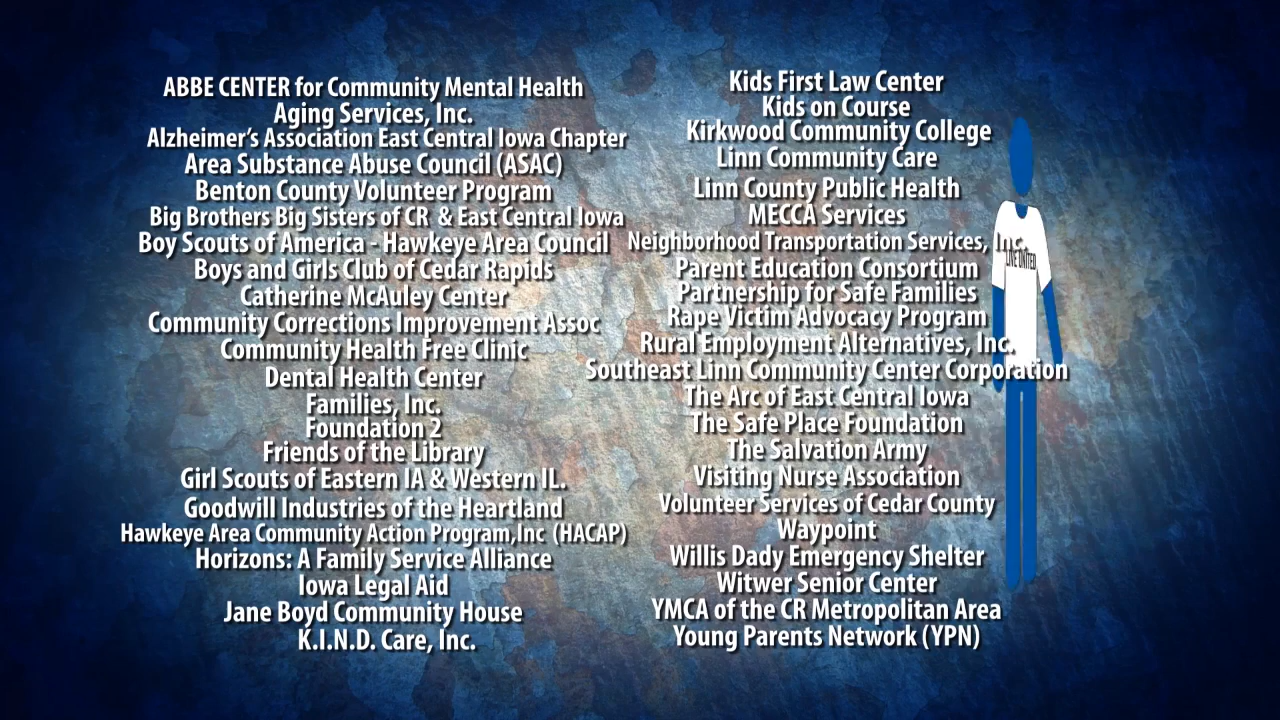 ABBE CENTER for Community Mental Health
Aging Services, Inc.
Alzheimer's Association East Central Iowa Chapter
Area Substance Abuse Council (ASAC)
Benton County Volunteer Program
Big Brothers Big Sisters of CR & East Central Iowa
Boy Scouts of America - Hawkeye Area Council
Boys and Girls Club of Cedar Rapids
Catherine McAuley Center
Community Corrections Improvement Assoc
Community Health Free Clinic
Dental Health Center
Families, Inc.
Foundation 2
Friends of the Library
Girl Scouts of Eastern IA & Western IL.
Goodwill Industries of the Heartland
Hawkeye Area Community Action Program,Inc (HACAP)
Horizons: A Family Service Alliance
Iowa Legal Aid
Jane Boyd Community House
K.I.N.D. Care, Inc.
Kids First Law Center
Kids on Course
Kirkwood Community College
Linn Community Care
Linn County Public Health
MECCA Services
Neighborhood Transportation Services, Inc.
Parent Education Consortium
Partnership for Safe Families
Rape Victim Advocacy Program
Rural Employment Alternatives, Inc.
Southeast Linn Community Center Corporation
The Arc of East Central Iowa
The Safe Place Foundation
The Salvation Army
Visiting Nurse Association
Volunteer Services of Cedar County
Waypoint
Willis Dady Emergency Shelter
Witwer Senior Center
YMCA of the CR Metropolitan Area
Young Parents Network (YPN)
LIVE UNITED